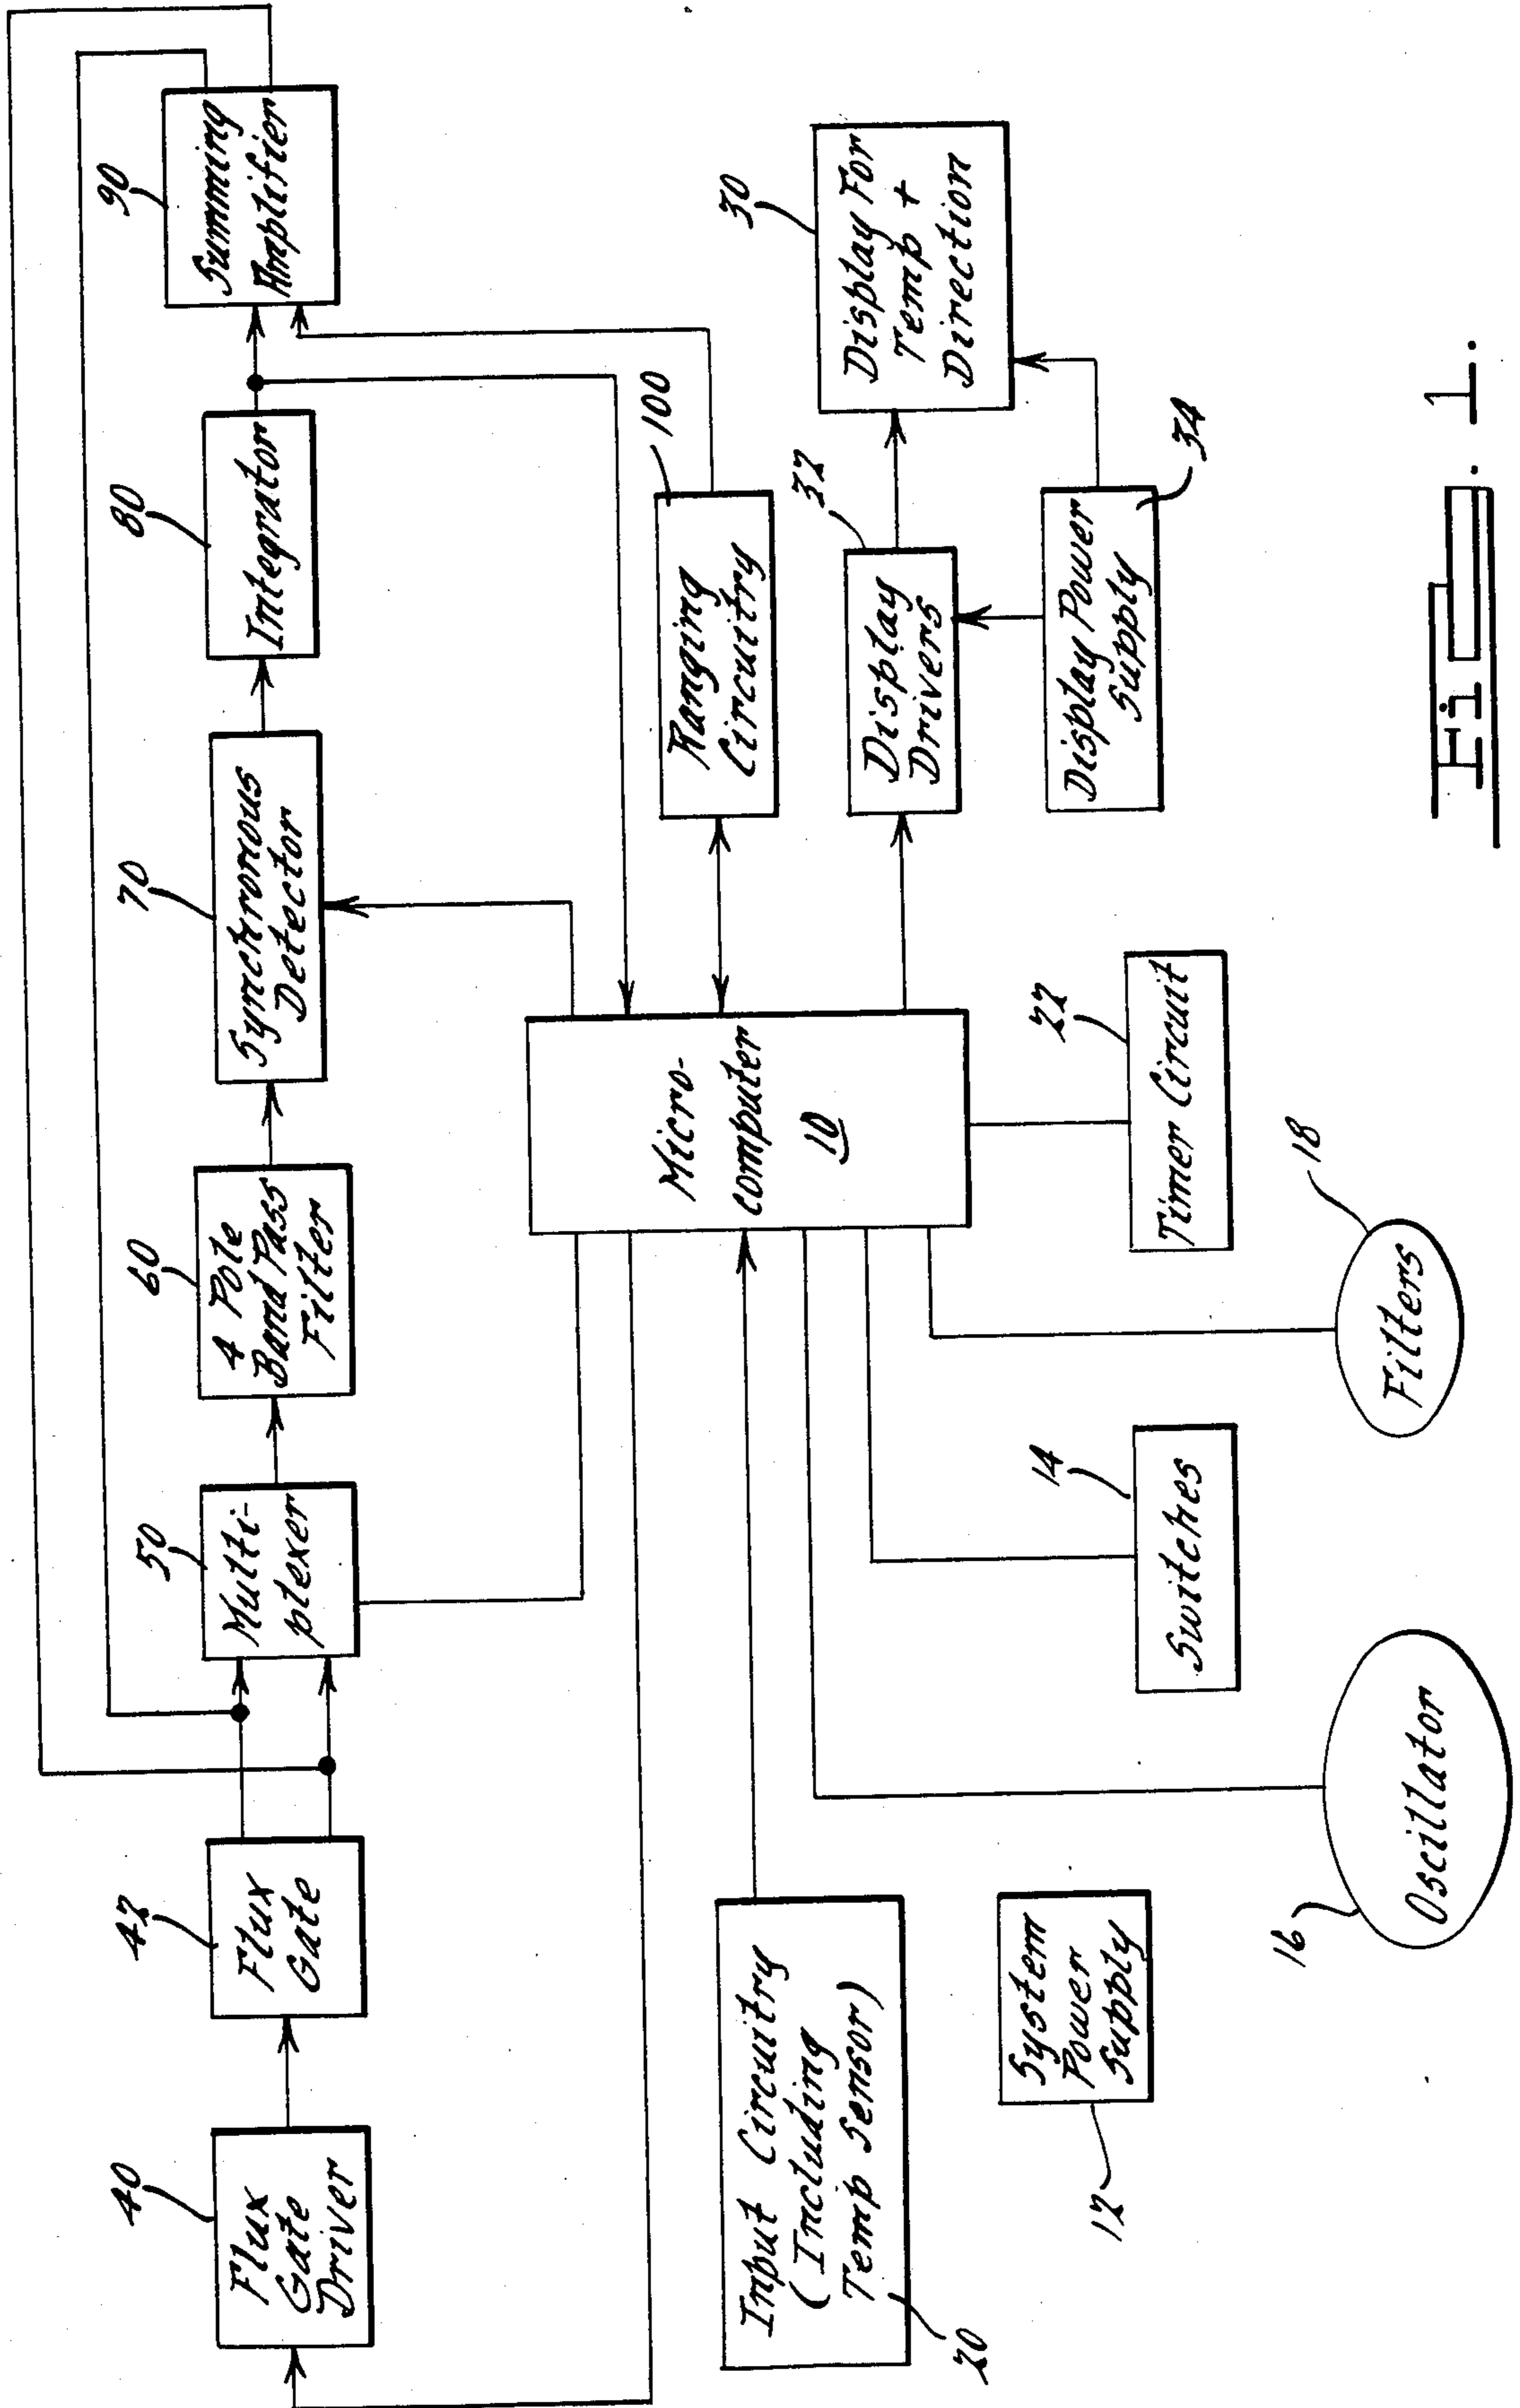 40
Flux
Gate
Driver
42
Flux
Gate
50
Multi-
plexer
60
4 Pole
Band Pass
Filter
70
Synchronous
Detector
80
Integrator
90
Summing
Amplifier
Micro-
computer
10
Ranging
Circuitry
100
Display For
Temp +
Direction
30
Display
Drivers
32
Display Power
Supply
34
Input Circuitry
(Including
Temp Sensor)
20
System
Power
Supply
12
Oscillator
16
Switches
14
Filters
18
Timer Circuit
22
Fig. 1.